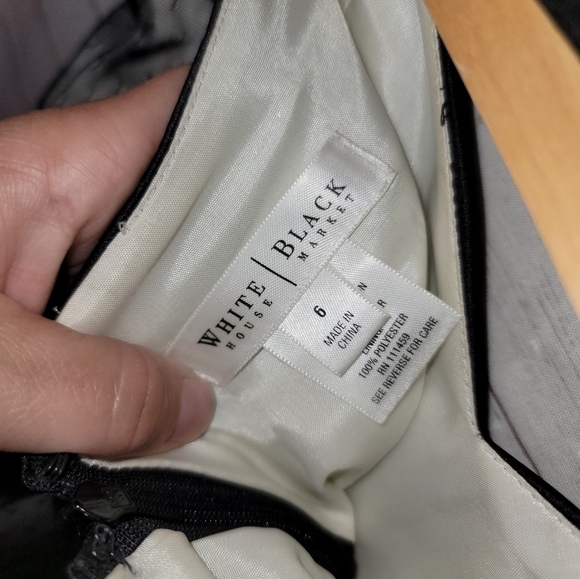 WHITE | BLACK
HOUSE MARKET
6
MADE IN
CHINA
N
R
100% POLYESTER
RN 111459
SEE REVERSE FOR CARE